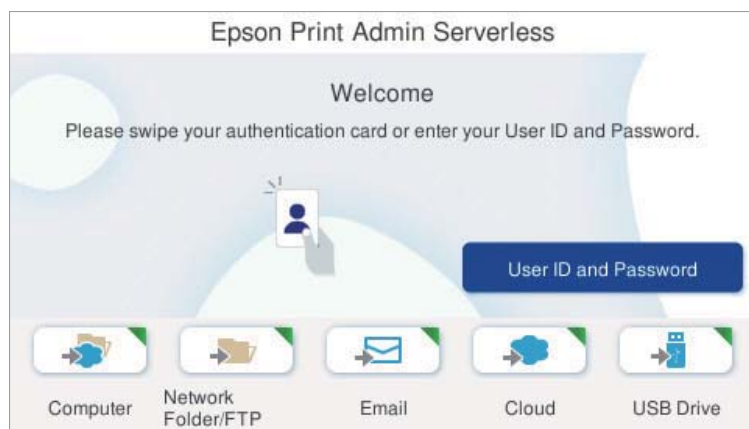 Epson Print Admin Serverless
Welcome
Please swipe your authentication card or enter your User ID and Password.
User ID and Password
Computer
Network
Folder/FTP
Email
Cloud
USB Drive